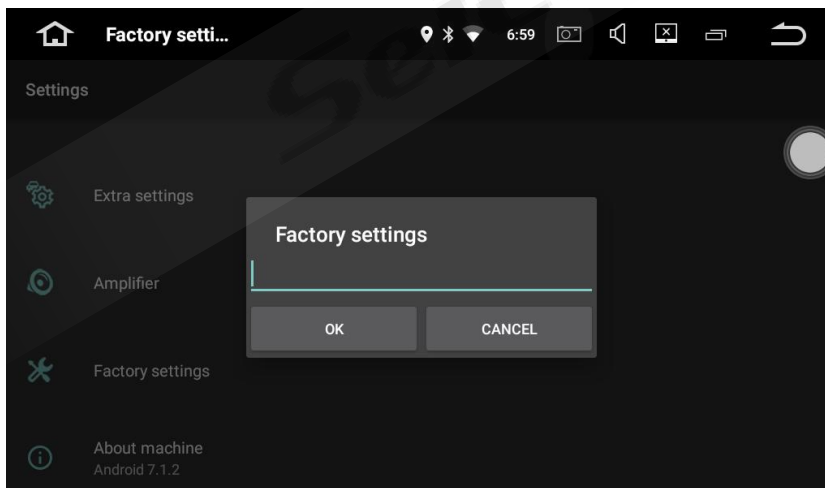 Factory setti...
6:59
Settings
Extra settings
Factory settings
Amplifier
OK
CANCEL
Factory settings
About machine
Android 7.1.2